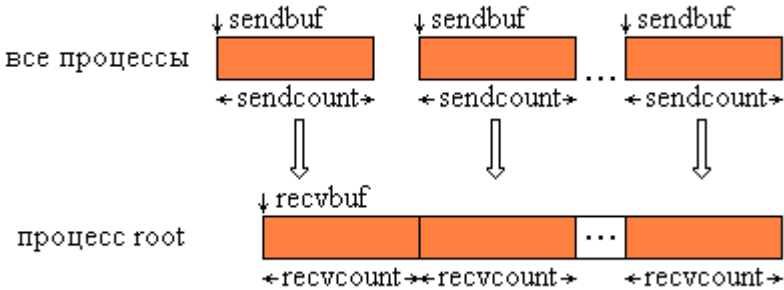 sendbuf sendbuf sendbuf
все процессы ...
sendcount sendcount sendcount
recvbuf
процесс root ...
recvcount recvcount recvcount